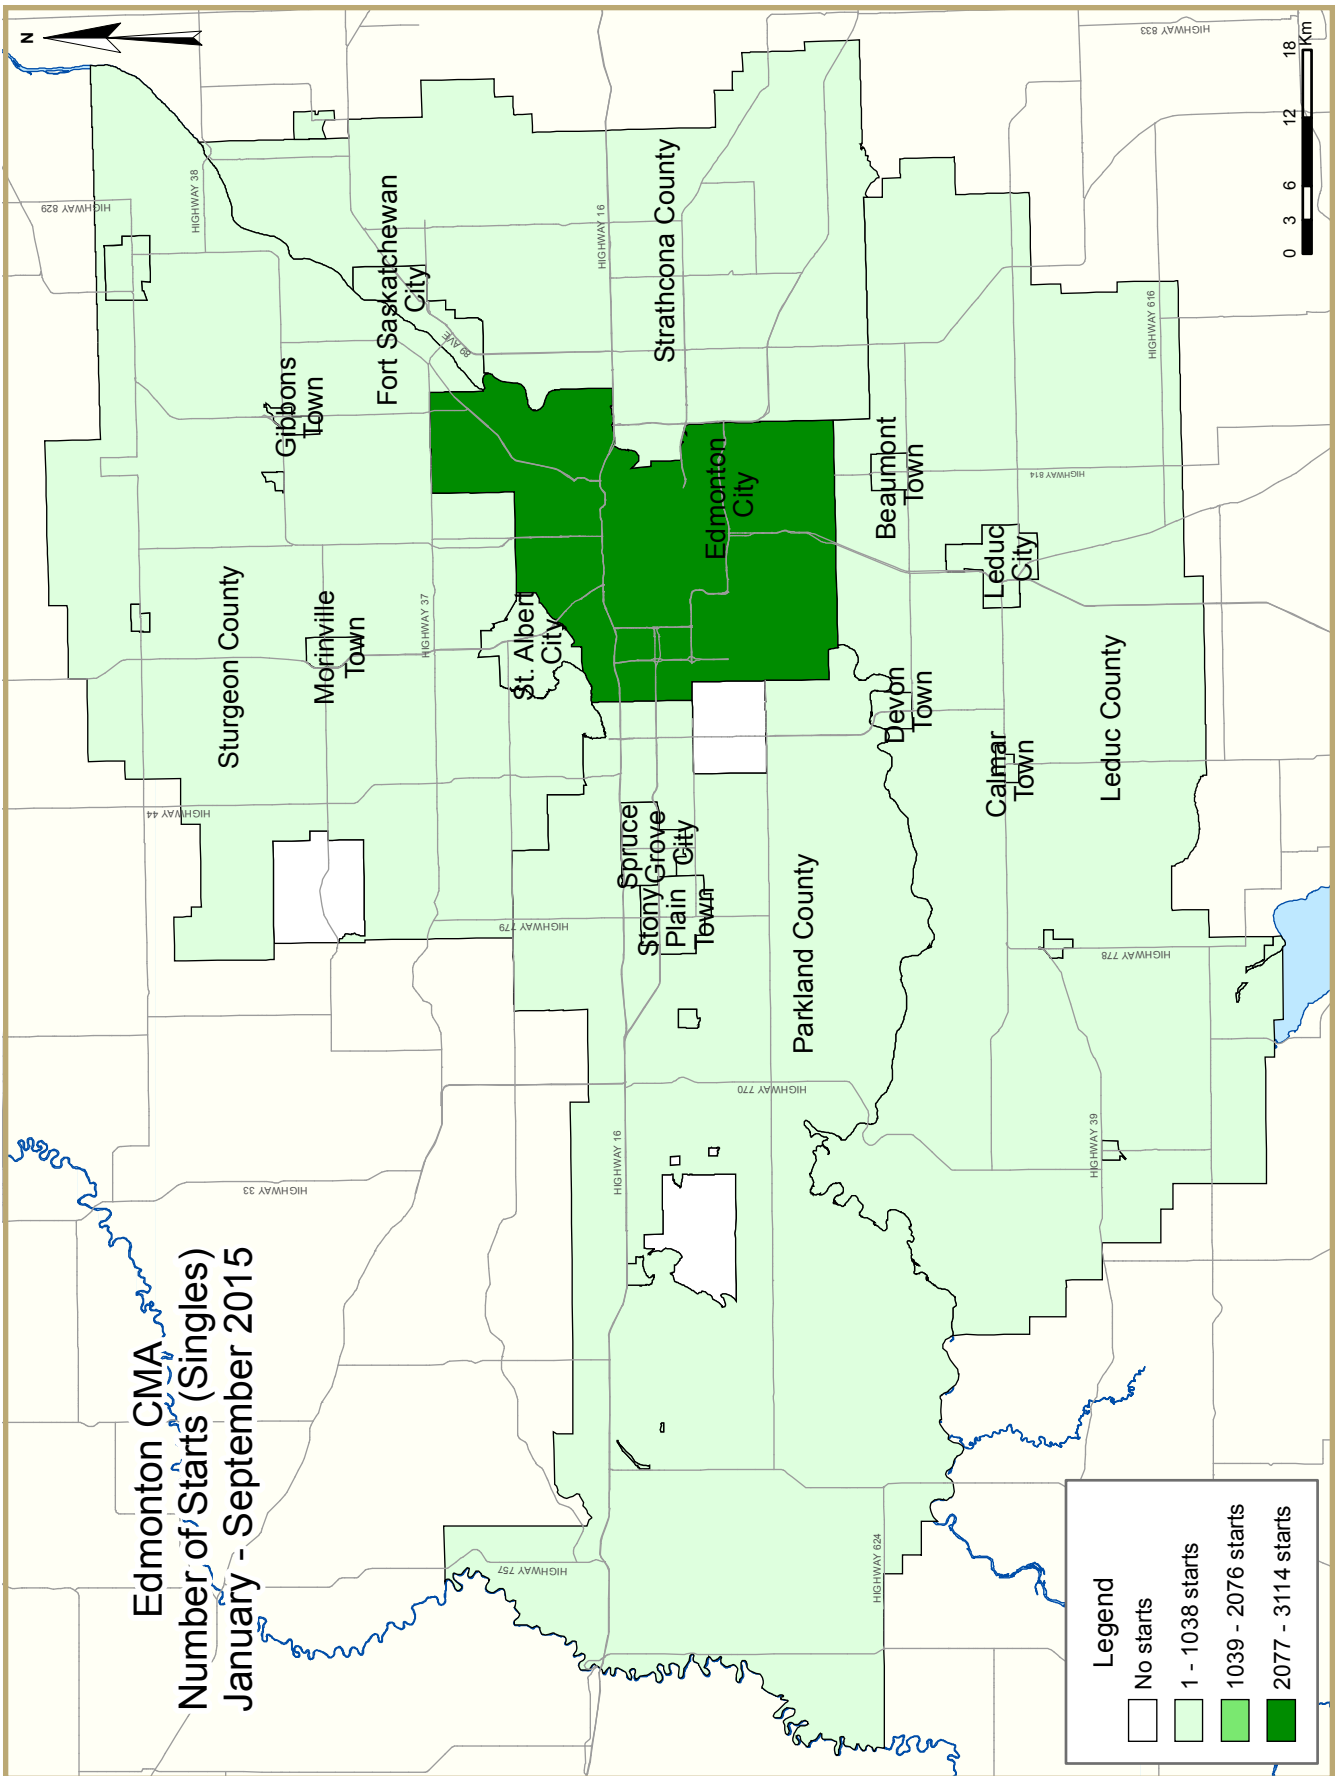 Edmonton CMA
Number of Starts (Singles)
January - September 2015
N
HIGHWAY 833
HIGHWAY 829
HIGHWAY 38
HIGHWAY 16
HIGHWAY 616
HIGHWAY 814
HIGHWAY 37
HIGHWAY 44
HIGHWAY 779
HIGHWAY 778
HIGHWAY 770
HIGHWAY 39
HIGHWAY 16
HIGHWAY 33
HIGHWAY 757
HIGHWAY 624
89 AVE
Fort Saskatchewan
City
Strathcona County
Gibbons
Town
Sturgeon County
Morinville
Town
St. Albert
City
Edmonton
City
Beaumont
Town
Leduc
City
Devon
Town
Calmar
Town
Leduc County
Spruce
Grove
City
Stony
Plain
Town
Parkland County
0 3 6 12 18
Km
Legend
No starts
1 - 1038 starts
1039 - 2076 starts
2077 - 3114 starts